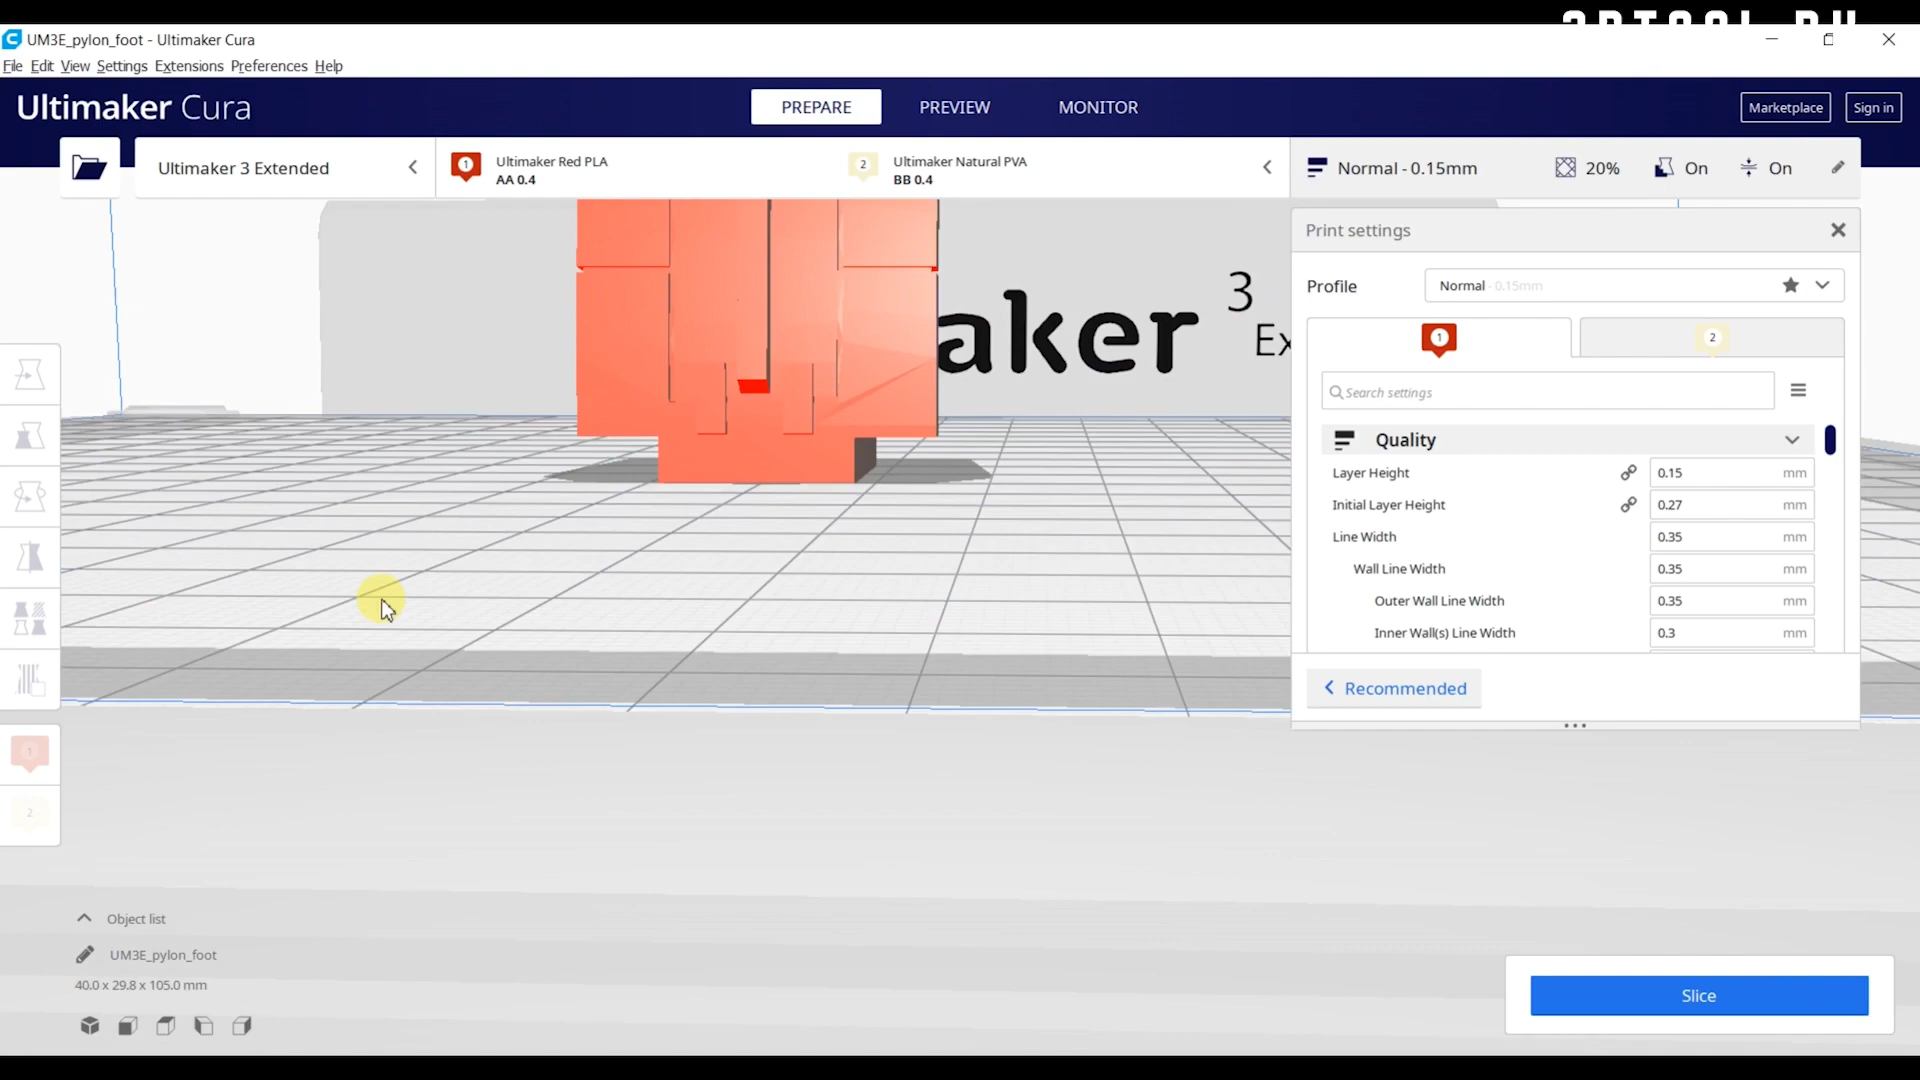 3DTOOL.RU
UM3E_pylon_foot - Ultimaker Cura
File Edit View Settings Extensions Preferences Help
Ultimaker Cura
PREPARE
PREVIEW
MONITOR
Marketplace
Sign in
Ultimaker 3 Extended
1
Ultimaker Red PLA
AA 0.4
2
Ultimaker Natural PVA
BB 0.4
Normal - 0.15mm
20%
On
On
Print settings
Profile
Normal - 0.15mm
1
2
Search settings
Quality
Layer Height 0.15 mm
Initial Layer Height 0.27 mm
Line Width 0.35 mm
Wall Line Width 0.35 mm
Outer Wall Line Width 0.35 mm
Inner Wall(s) Line Width 0.3 mm
Recommended
aker 3
Ex
1
2
Object list
UM3E_pylon_foot
40.0 x 29.8 x 105.0 mm
Slice